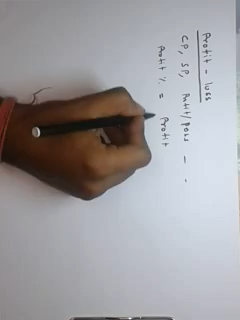 Profit - Loss
CP, SP, Profit/Loss - -
Profit % = Profit